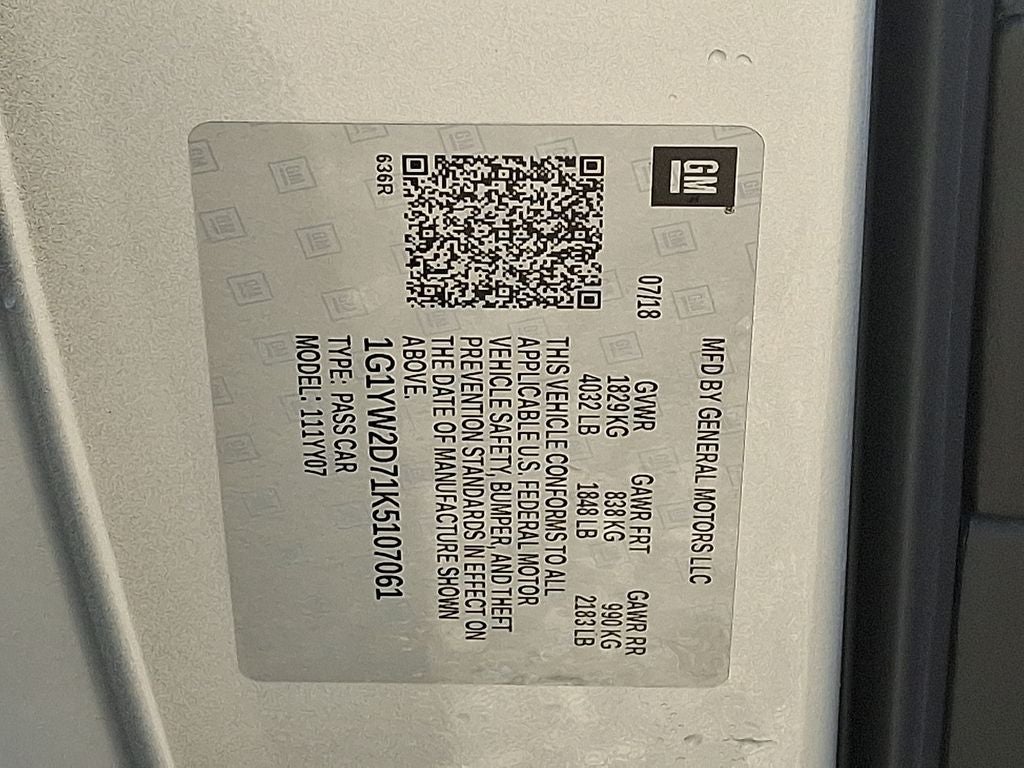 GM
MFD BY GENERAL MOTORS LLC
07/18
GVWR GAWR FRT GAWR RR
1829 KG 838 KG 990 KG
4032 LB 1848 LB 2183 LB
THIS VEHICLE CONFORMS TO ALL
APPLICABLE U.S. FEDERAL MOTOR
VEHICLE SAFETY, BUMPER, AND THEFT
PREVENTION STANDARDS IN EFFECT ON
THE DATE OF MANUFACTURE SHOWN
ABOVE.
636R
1G1YW2D71K5107061
TYPE: PASS CAR
MODEL: 111YY07